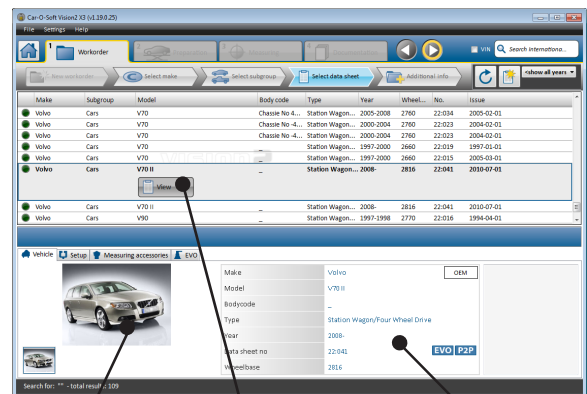 Car-O-Soft Vision2 X3 (v1.19.0.25)
File Settings Help
1 Workorder 2 3 4 VIN Search Internationa...
New workorder Select make Select subgroup Select data sheet Additional info <show all years
Make Subgroup Model Body code Type Year Wheel... No. Issue
Volvo Cars V70 Chassie No 4... Station Wagon... 2005-2008 2760 22:034 2005-02-01
Volvo Cars V70 Chassie No -4... Station Wagon... 2000-2004 2760 22:023 2004-02-01
Volvo Cars V70 Chassie No -4... Station Wagon... 2000-2004 2760 22:023 2004-02-01
Volvo Cars V70 _ Station Wagon... 1997-2000 2660 22:019 1997-01-01
Volvo Cars V70 _ Station Wagon... 1997-2000 2660 22:015 2005-03-01
Volvo Cars V70 II _ Station Wagon... 2008- 2816 22:041 2010-07-01
View
Volvo Cars V70 II _ Station Wagon... 2008- 2816 22:041 2010-07-01
Volvo Cars V90 _ Station Wagon... 1997-1998 2770 22:016 1994-04-01
Vehicle Setup Measuring accessories EVO
Make Volvo OEM
Model V70 II
Bodycode _
Type Station Wagon/Four Wheel Drive
Year 2008-
Data sheet no 22:041 EVO P2P
Wheelbase 2816
Search for: "" - total results: 109